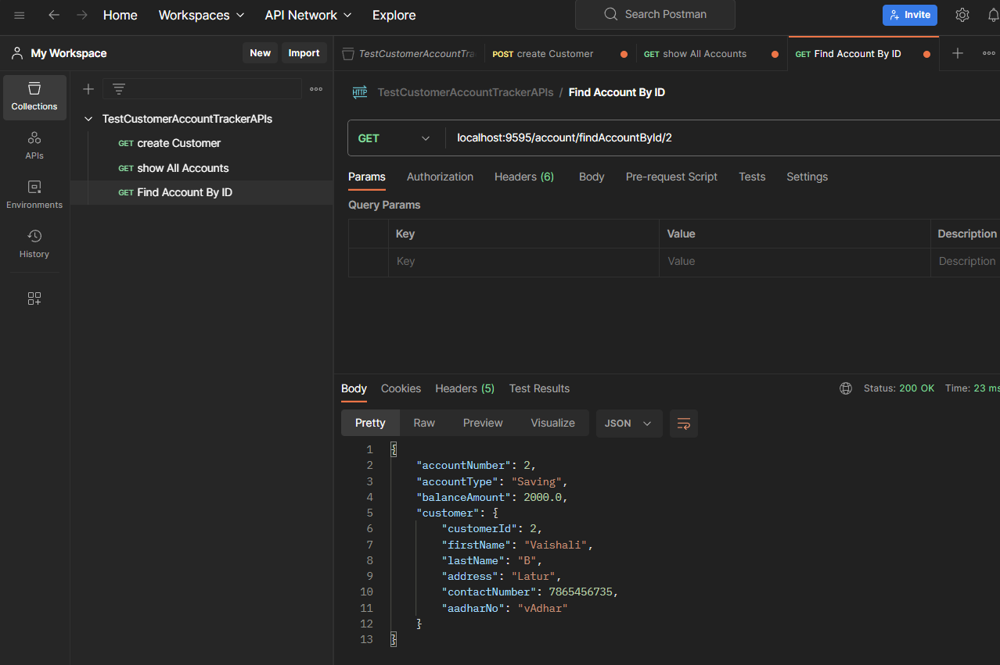 Home Workspaces API Network Explore Search Postman Invite
My Workspace New Import
TestCustomerAccountTra POST create Customer GET show All Accounts GET Find Account By ID
Collections
APIs
Environments
History
TestCustomerAccountTrackerAPIs
GET create Customer
GET show All Accounts
GET Find Account By ID
HTTP TestCustomerAccountTrackerAPIs / Find Account By ID
GET localhost:9595/account/findAccountById/2
Params Authorization Headers (6) Body Pre-request Script Tests Settings
Query Params
Key Value Description
Key Value Description
Body Cookies Headers (5) Test Results Status: 200 OK Time: 23 ms
Pretty Raw Preview Visualize JSON
1 {
2 "accountNumber": 2,
3 "accountType": "Saving",
4 "balanceAmount": 2000.0,
5 "customer": {
6 "customerId": 2,
7 "firstName": "Vaishali",
8 "lastName": "B",
9 "address": "Latur",
10 "contactNumber": 7865456735,
11 "aadharNo": "vAdhar"
12 }
13 }